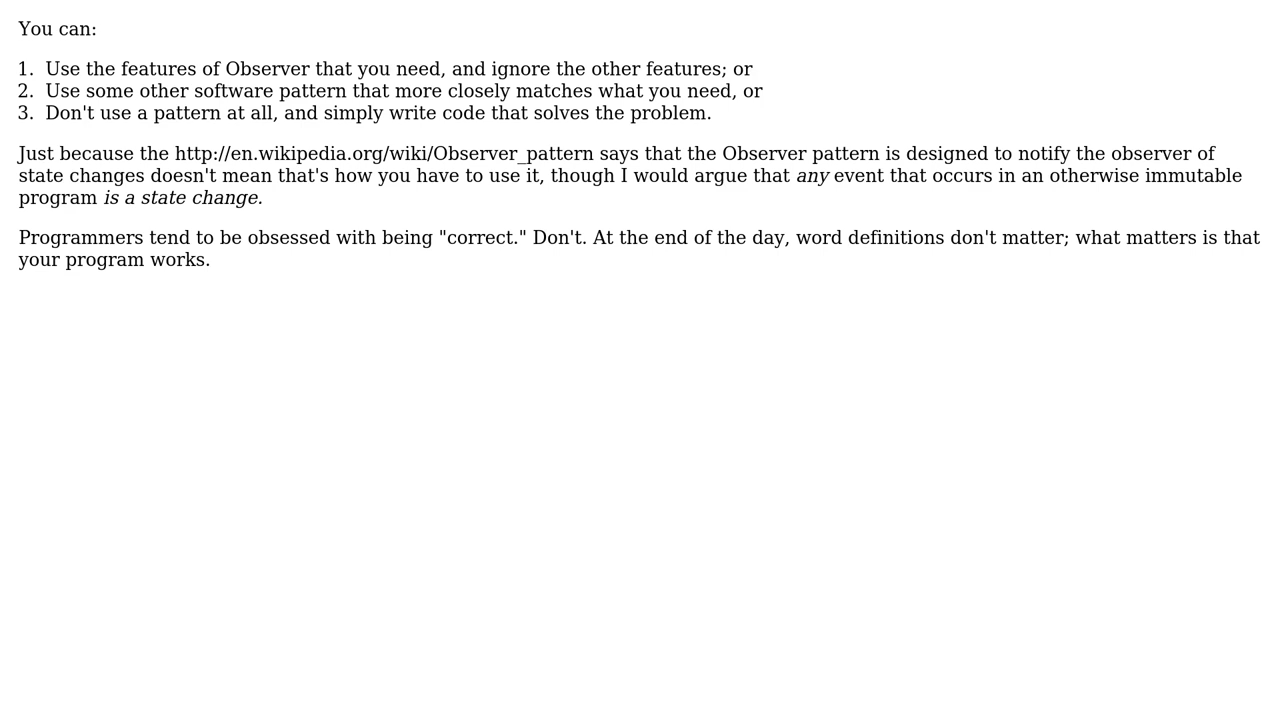 You can:
1. Use the features of Observer that you need, and ignore the other features; or
2. Use some other software pattern that more closely matches what you need, or
3. Don't use a pattern at all, and simply write code that solves the problem.
Just because the http://en.wikipedia.org/wiki/Observer_pattern says that the Observer pattern is designed to notify the observer of
state changes doesn't mean that's how you have to use it, though I would argue that any event that occurs in an otherwise immutable
program is a state change.
Programmers tend to be obsessed with being "correct." Don't. At the end of the day, word definitions don't matter; what matters is that
your program works.